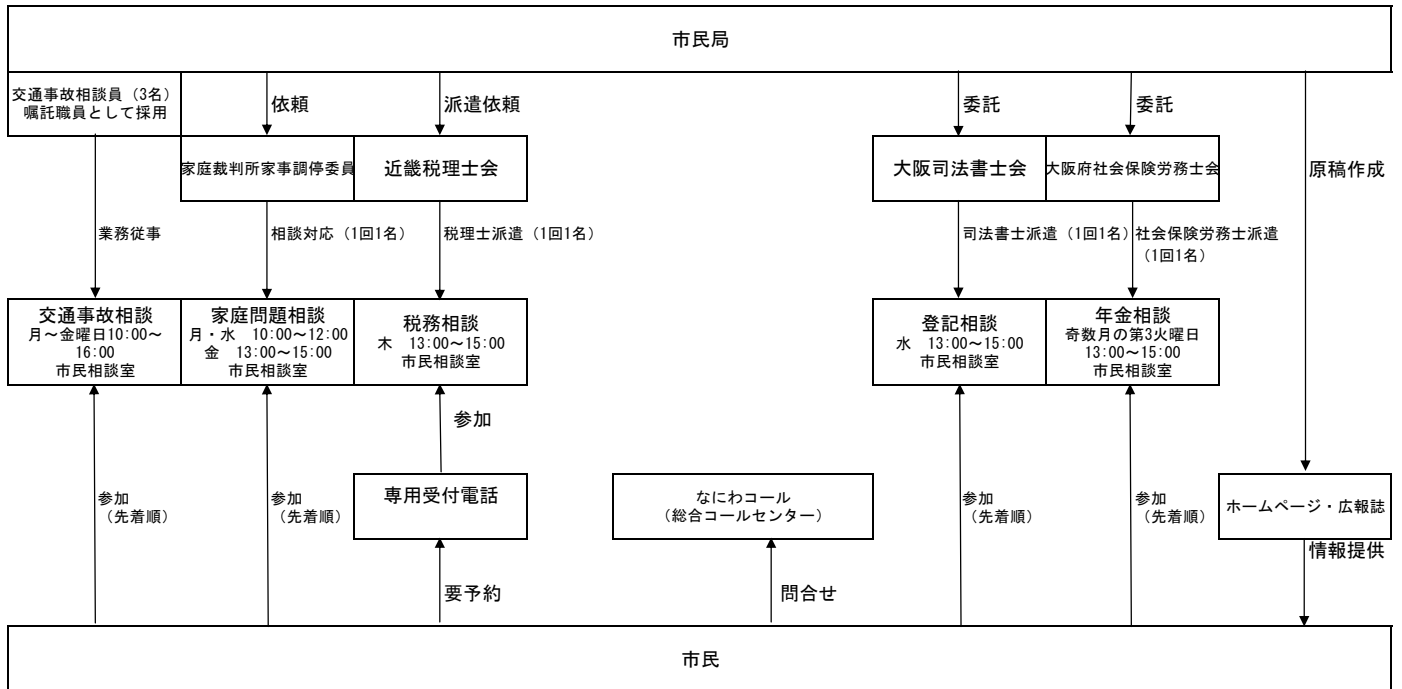 市民局
交通事故相談員（3名）
嘱託職員として採用
依頼
派遣依頼
委託
委託
家庭裁判所家事調停委員
近畿税理士会
大阪司法書士会
大阪府社会保険労務士会
原稿作成
業務従事
相談対応（1回1名）
税理士派遣（1回1名）
司法書士派遣（1回1名）
社会保険労務士派遣
（1回1名）
交通事故相談
月～金曜日10:00～
16:00
市民相談室
家庭問題相談
月・水　10:00～12:00
金　13:00～15:00
市民相談室
税務相談
木　13:00～15:00
市民相談室
登記相談
水　13:00～15:00
市民相談室
年金相談
奇数月の第3火曜日
13:00～15:00
市民相談室
参加
参加
（先着順）
参加
（先着順）
専用受付電話
なにわコール
（総合コールセンター）
参加
（先着順）
参加
（先着順）
ホームページ・広報誌
情報提供
要予約
問合せ
市民